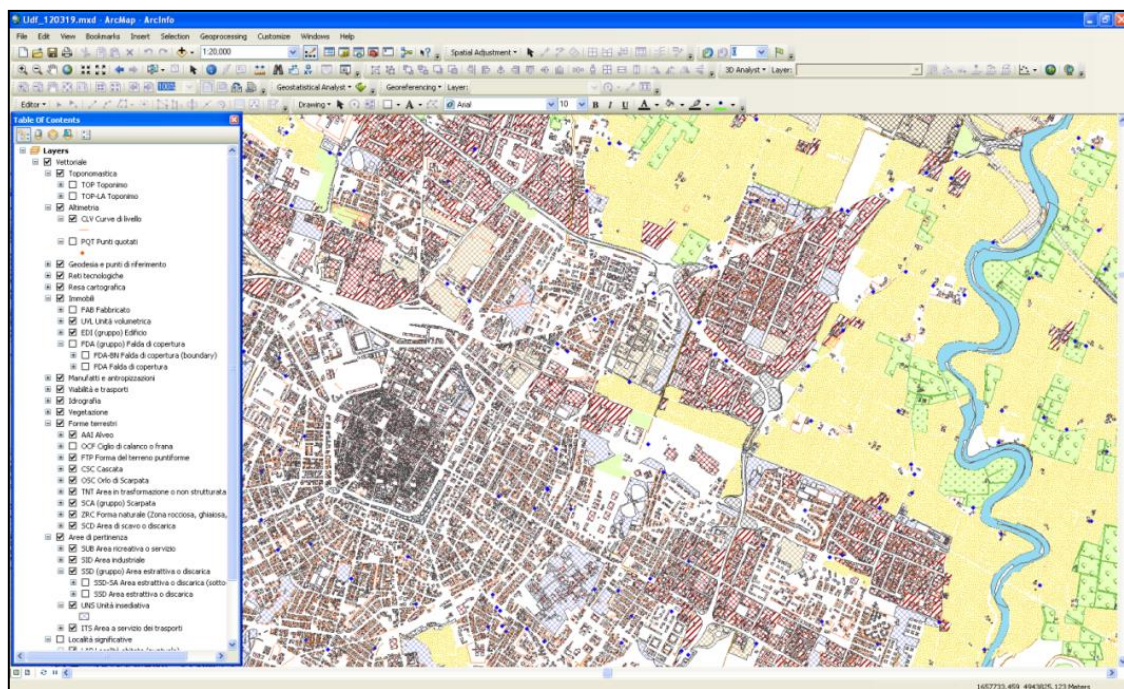 Udf_120319.mxd - ArcMap - ArcInfo
File Edit View Bookmarks Insert Selection Geoprocessing Customize Windows Help
1:20,000 Spatial Adjustment
3D Analyst Layer:
100% Geostatistical Analyst Georeferencing Layer:
Editor Drawing A Arial 10 B I U A
Table Of Contents
Layers
Vettoriale
Toponomastica
TOP Toponimo
TOP-LA Toponimo
Altimetria
CLV Curve di livello
PQT Punti quotati
Geodesia e punti di riferimento
Reti tecnologiche
Resa cartografica
Immobili
FAB Fabbricato
UVL Unità volumetrica
EDI (gruppo) Edificio
FDA (gruppo) Falda di copertura
FDA-BN Falda di copertura (boundary)
FDA Falda di copertura
Manufatti e antropizzazioni
Viabilità e trasporti
Idrografia
Vegetazione
Forme terrestri
AAI Alveo
OCF Ciglio di calanco o frana
FTP Forma del terreno puntiforme
CSC Cascata
OSC Orlo di Scarpata
TNT Area in trasformazione o non strutturata
SCA (gruppo) Scarpata
ZRC Forma naturale (Zona rocciosa, ghiaiosa,
SCD Area di scavo o discarica
Aree di pertinenza
SUB Area ricreativa o servizio
SID Area industriale
SSD (gruppo) Area estrattiva o discarica
SSD-SA Area estrattiva o discarica (sotto
SSD Area estrattiva o discarica
UNS Unità insediativa
ITS Area a servizio dei trasporti
Località significative
1657733,459 4943825,123 Meters